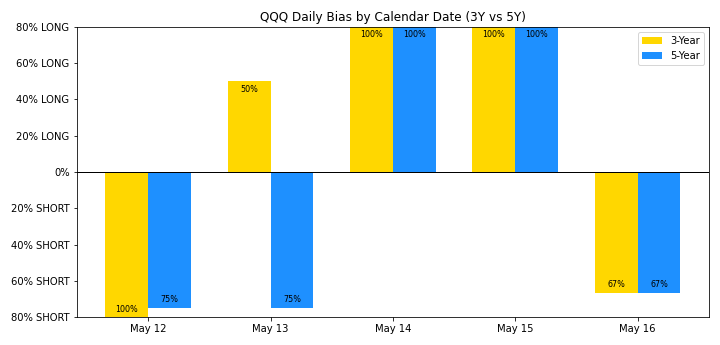 QQQ Daily Bias by Calendar Date (3Y vs 5Y)
80% LONG
60% LONG
40% LONG
20% LONG
0%
20% SHORT
40% SHORT
60% SHORT
80% SHORT
3-Year
5-Year
100%
75%
50%
75%
100%
100%
100%
100%
67%
67%
May 12
May 13
May 14
May 15
May 16